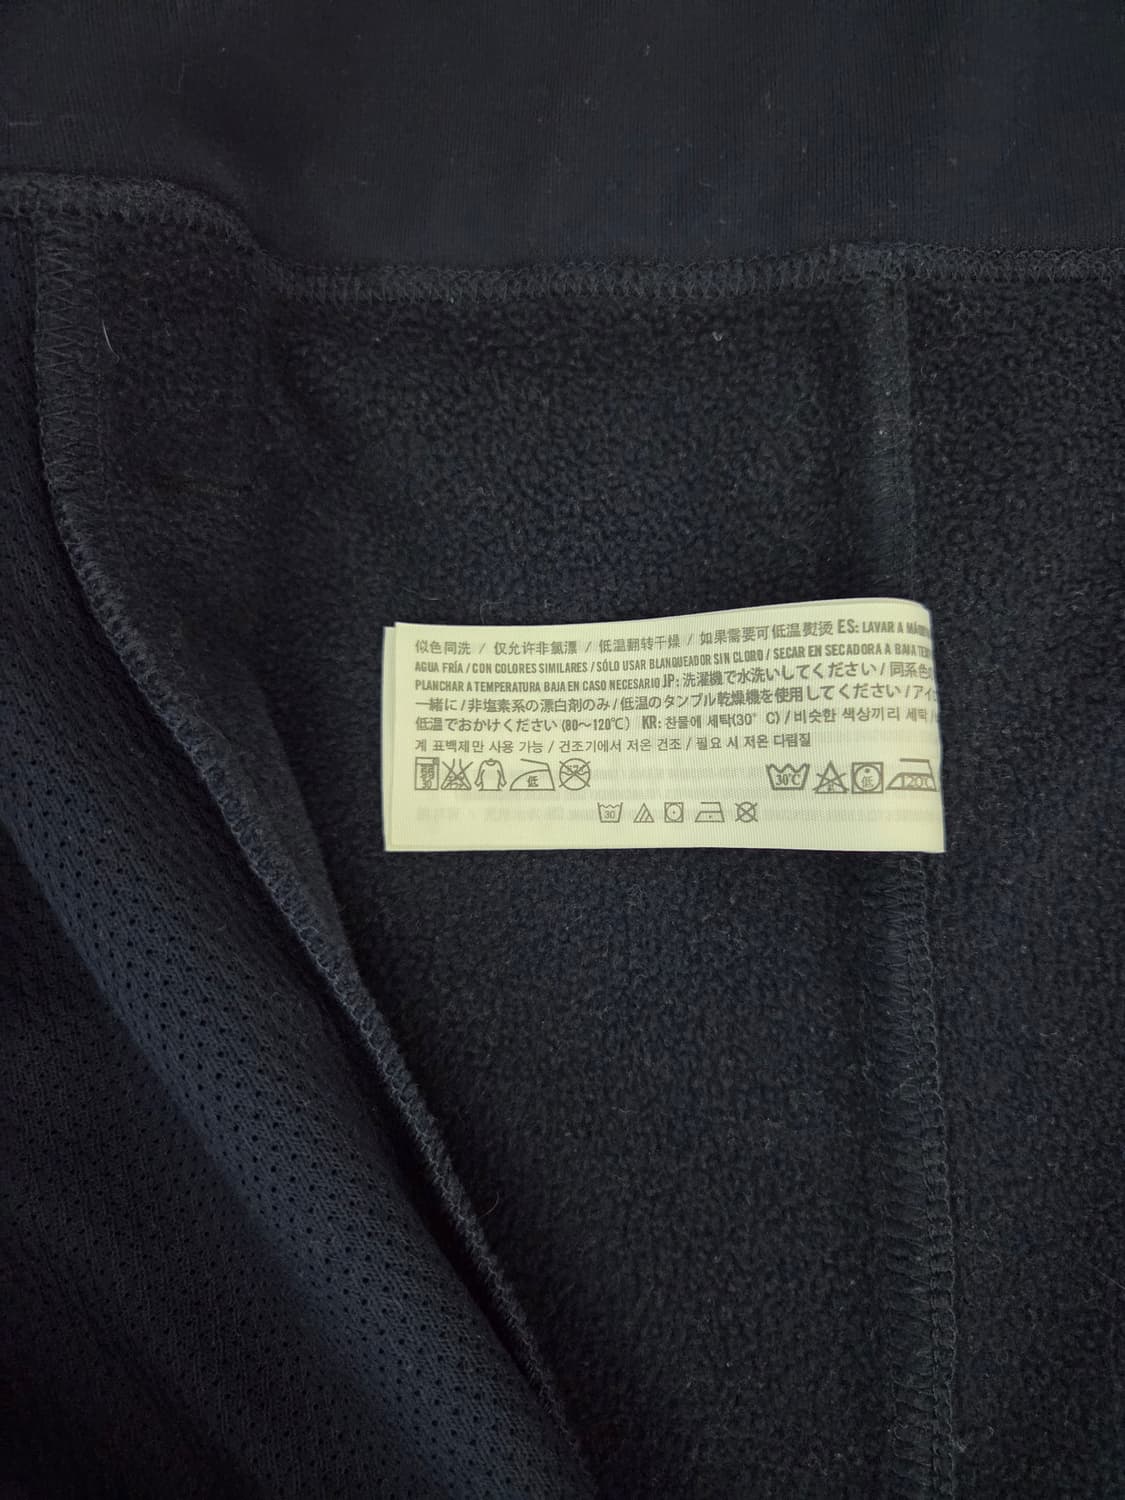 似色同洗 / 仅允许非氯漂 / 低温翻转干燥 / 如果需要可低温熨烫 ES: LAVAR A
AGUA FRÍA / CON COLORES SIMILARES / SÓLO USAR BLANQUEADOR SIN CLORO / SECAR EN SECADORA A BAJA
PLANCHAR A TEMPERATURA BAJA EN CASO NECESARIO JP: 洗濯機で水洗いしてください / 同系色
一緒に / 非塩素系の漂白剤のみ / 低温のタンブル乾燥機を使用してください / アイ
低温でおかけください (80〜120℃) KR: 찬물에 세탁(30° C) / 비슷한 색상끼리 세탁 /
계 표백제만 사용 가능 / 건조기에서 저온 건조 / 필요 시 저온 다림질
弱 30 低 30°C 低 120C
30